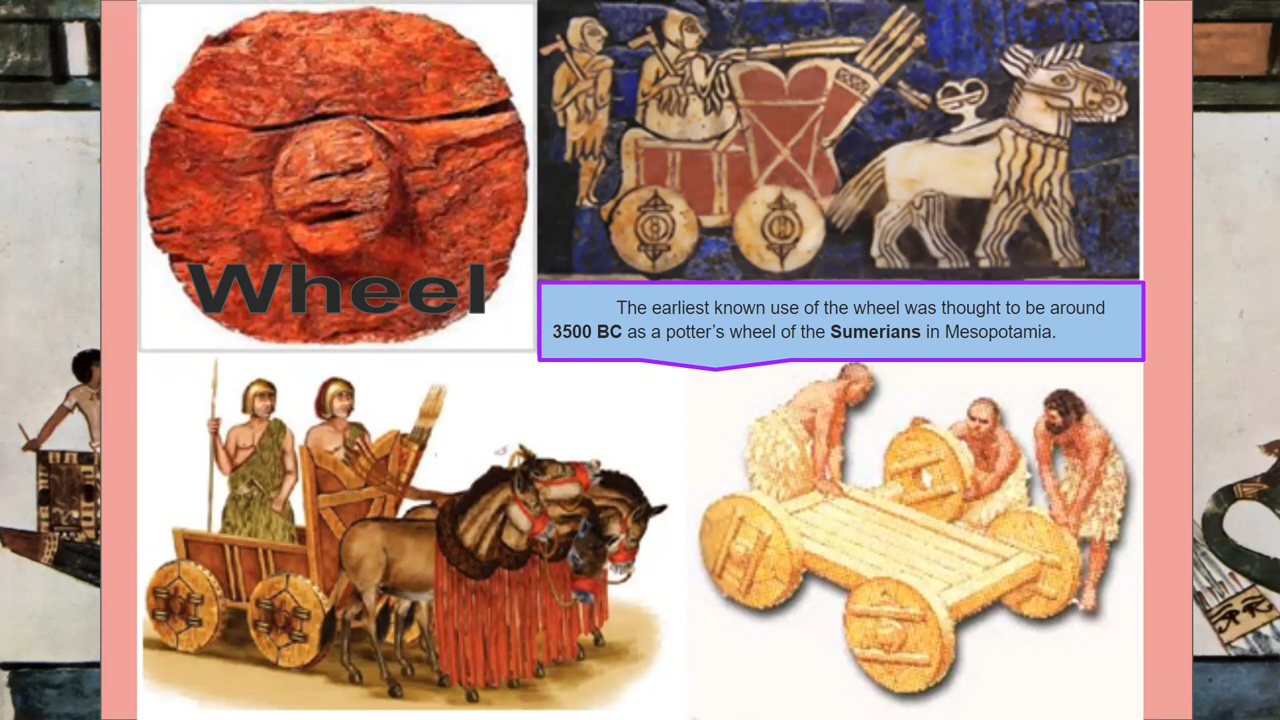 Wheel
The earliest known use of the wheel was thought to be around
3500 BC as a potter’s wheel of the Sumerians in Mesopotamia.